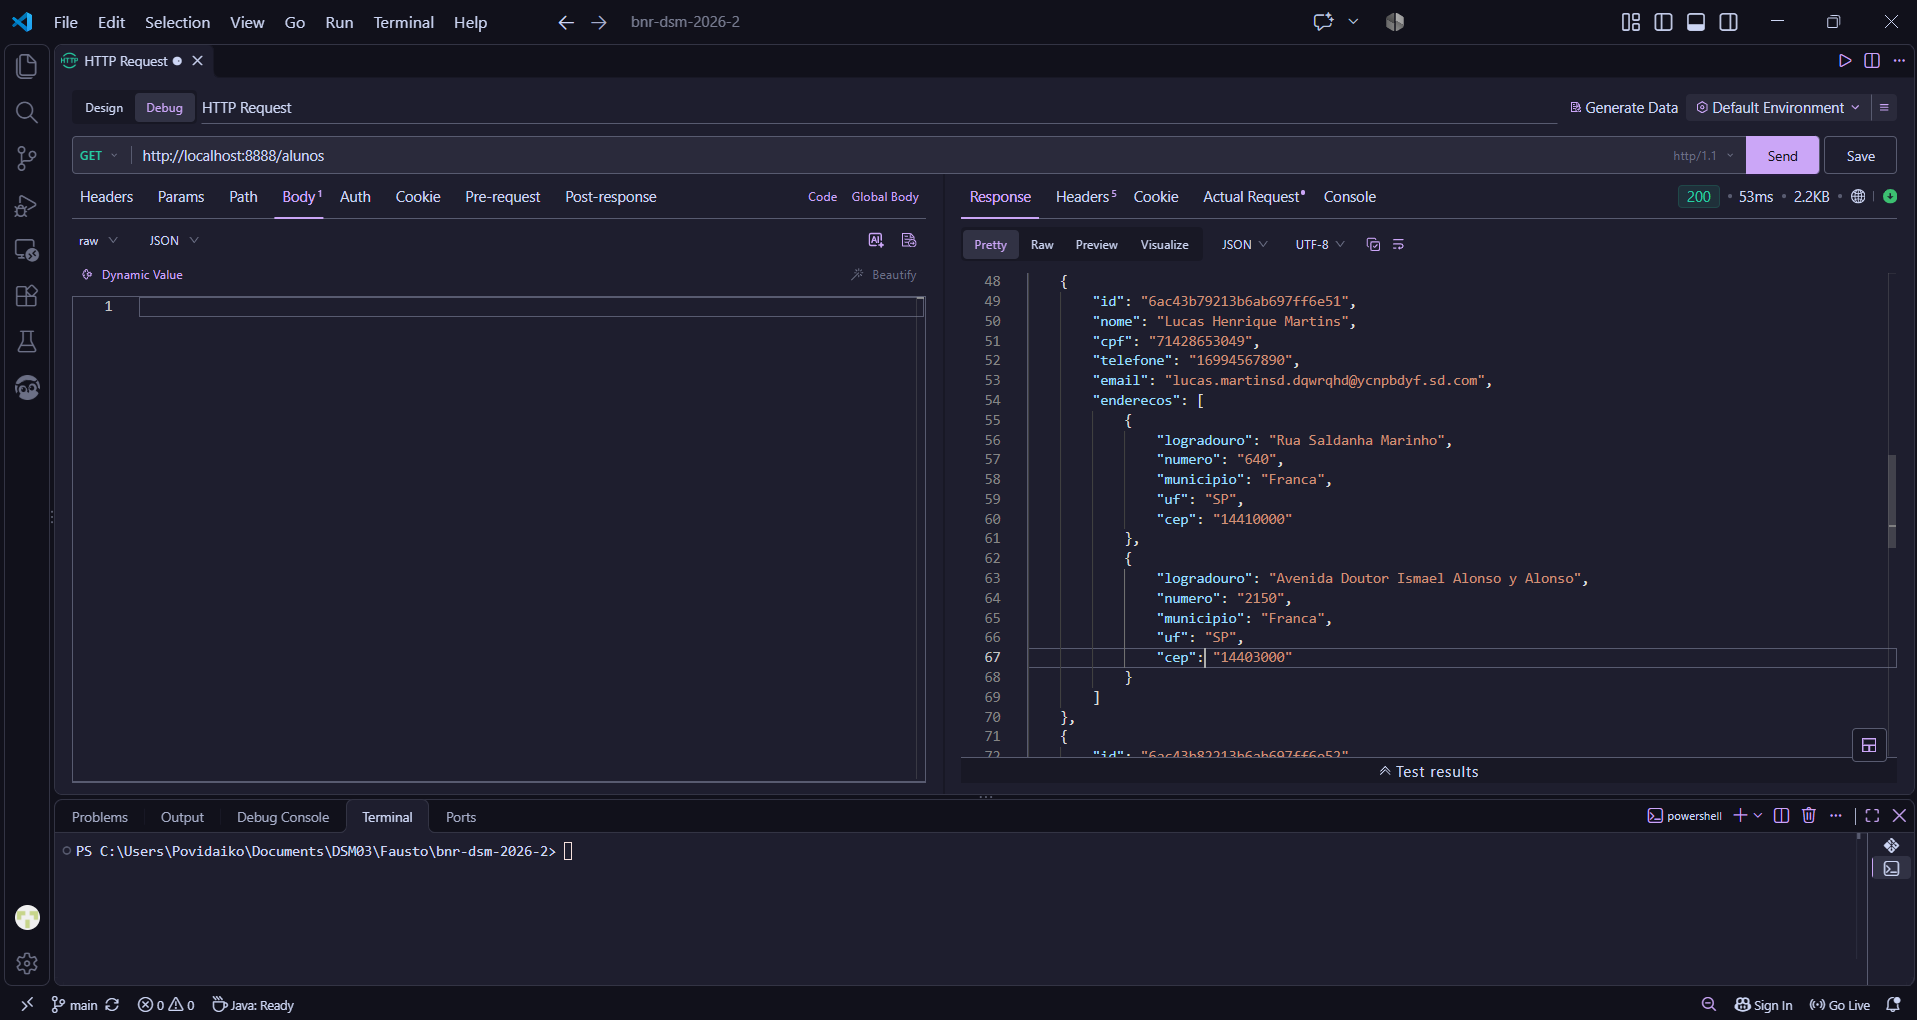 File Edit Selection View Go Run Terminal Help bnr-dsm-2026-2
HTTP Request
Design Debug HTTP Request Generate Data Default Environment
GET http://localhost:8888/alunos http/1.1 Send Save
Headers Params Path Body 1 Auth Cookie Pre-request Post-response Code Global Body
raw JSON
Dynamic Value Beautify
1
Response Headers 5 Cookie Actual Request Console 200 • 53ms • 2.2KB
Pretty Raw Preview Visualize JSON UTF-8
48 {
49 "id": "6ac43b79213b6ab697ff6e51",
50 "nome": "Lucas Henrique Martins",
51 "cpf": "71428653049",
52 "telefone": "16994567890",
53 "email": "lucas.martinsd.dqwrqhd@ycnpbdyf.sd.com",
54 "enderecos": [
55 {
56 "logradouro": "Rua Saldanha Marinho",
57 "numero": "640",
58 "municipio": "Franca",
59 "uf": "SP",
60 "cep": "14410000"
61 },
62 {
63 "logradouro": "Avenida Doutor Ismael Alonso y Alonso",
64 "numero": "2150",
65 "municipio": "Franca",
66 "uf": "SP",
67 "cep": "14403000"
68 }
69 ]
70 },
71 {
72 "id": "6ac43b82213b6ab697ff6e52"
Test results
Problems Output Debug Console Terminal Ports powershell
PS C:\Users\Povidaiko\Documents\DSM03\Fausto\bnr-dsm-2026-2>
main 0 0 Java: Ready Sign In Go Live